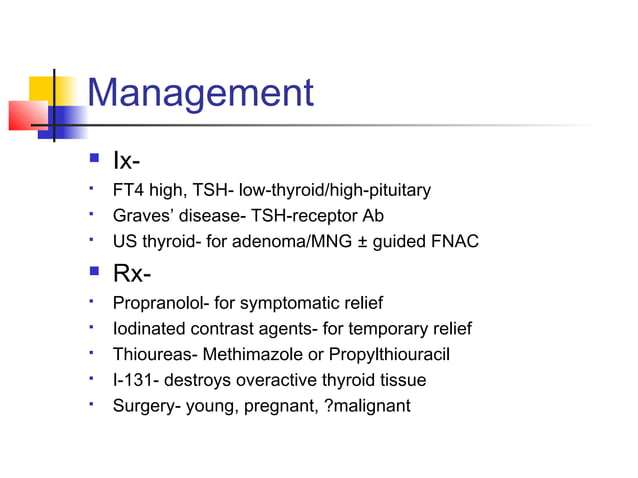 Management
Ix-
FT4 high, TSH- low-thyroid/high-pituitary
Graves’ disease- TSH-receptor Ab
US thyroid- for adenoma/MNG ± guided FNAC
Rx-
Propranolol- for symptomatic relief
Iodinated contrast agents- for temporary relief
Thioureas- Methimazole or Propylthiouracil
I-131- destroys overactive thyroid tissue
Surgery- young, pregnant, ?malignant